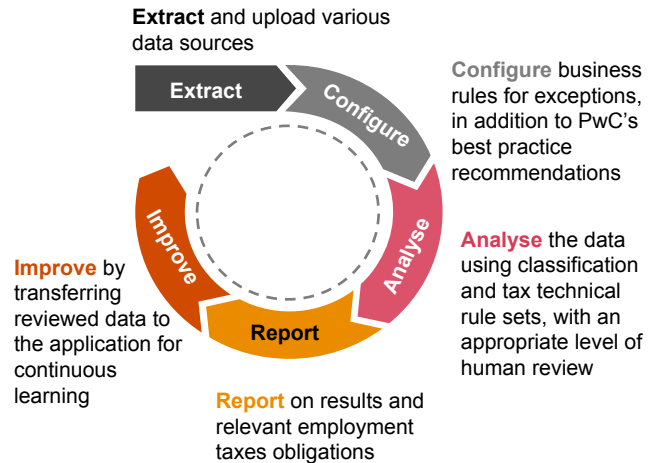 Extract and upload various
data sources
Extract
Configure
Configure business
rules for exceptions,
in addition to PwC's
best practice
recommendations
Analyse
Analyse the data
using classification
and tax technical
rule sets, with an
appropriate level of
human review
Report
Report on results and
relevant employment
taxes obligations
Improve
Improve by
transferring
reviewed data to
the application for
continuous
learning